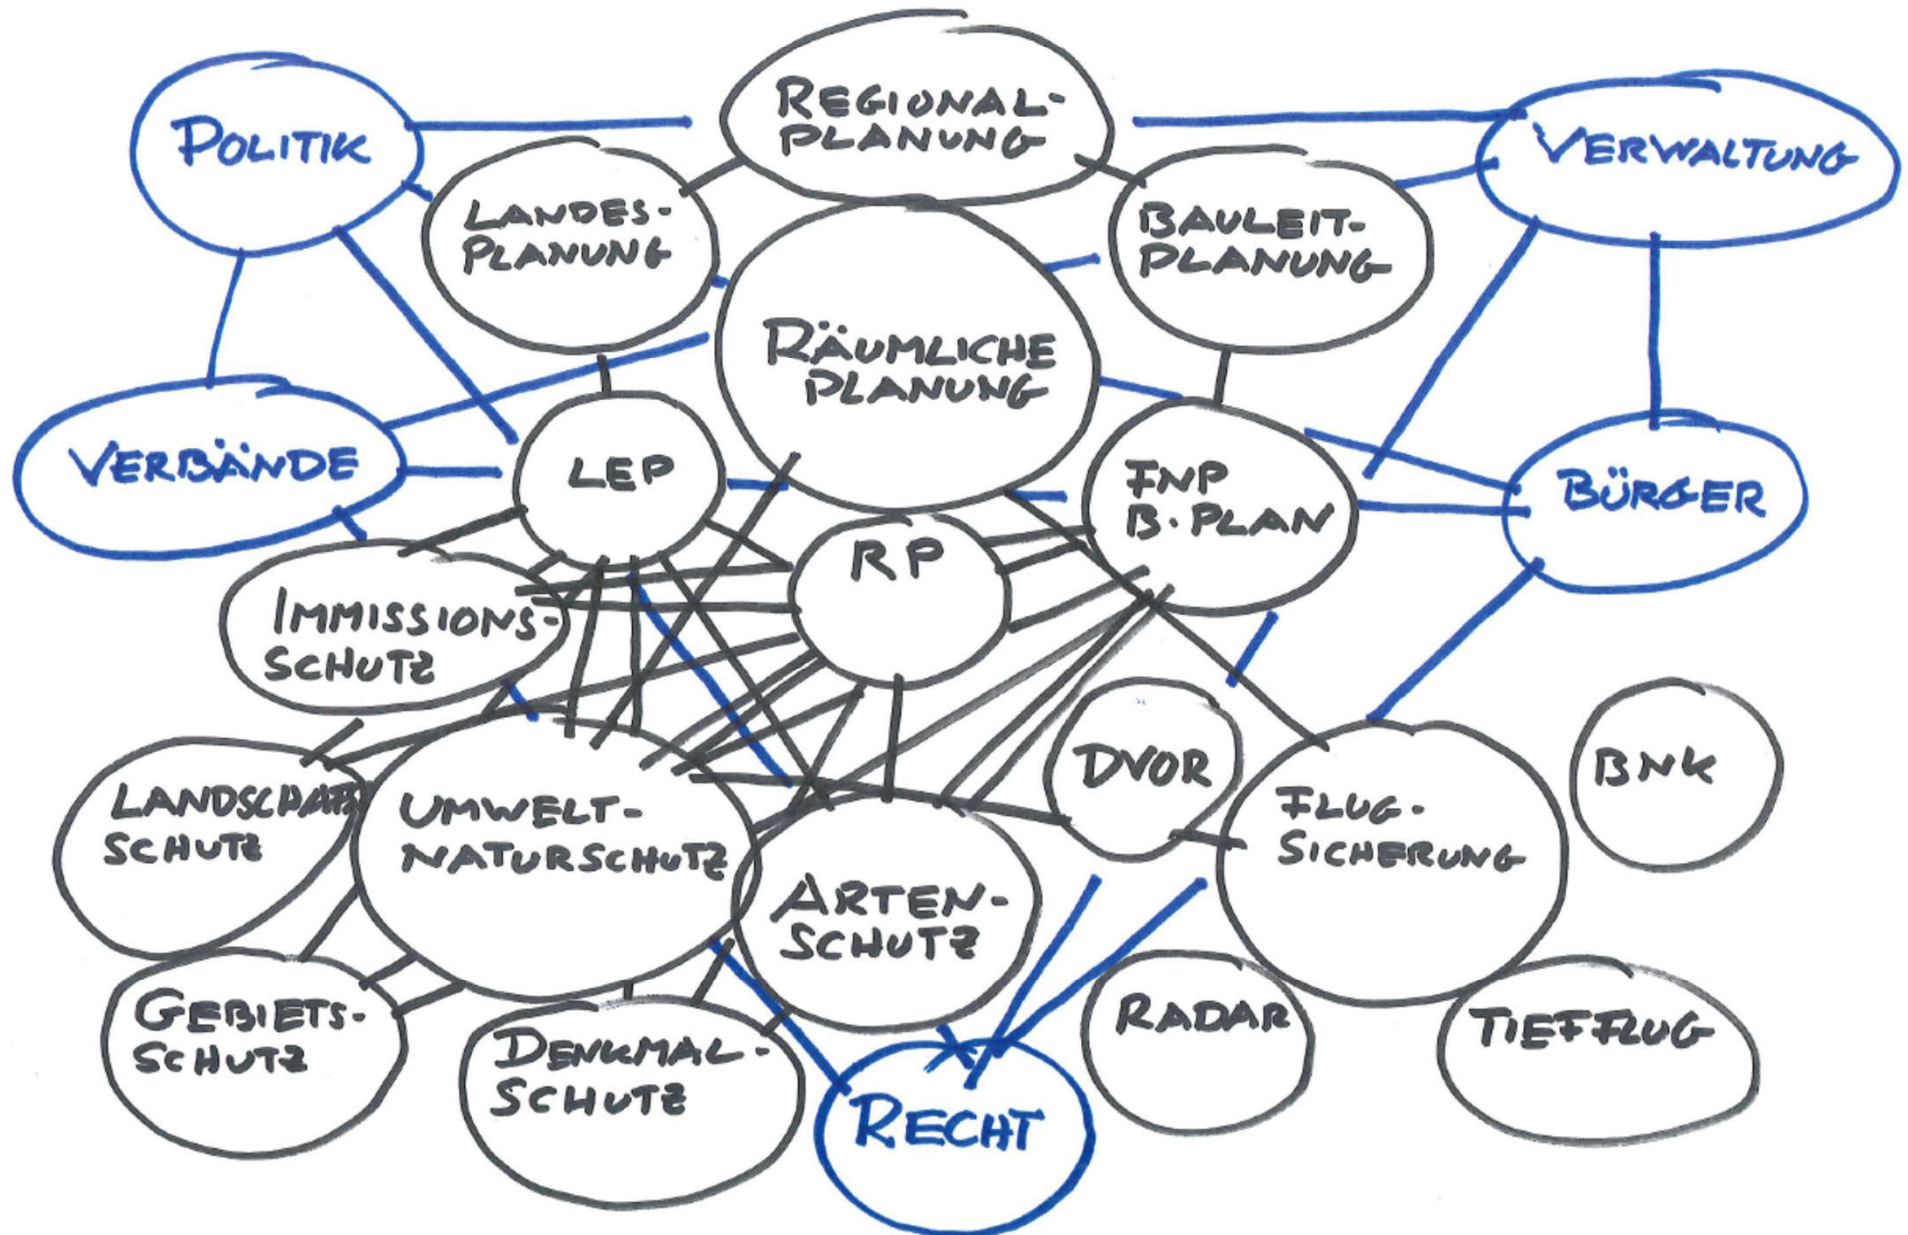 REGIONAL-
PLANUNG
POLITIK
VERWALTUNG
LANDES-
PLANUNG
BAULEIT-
PLANUNG
RÄUMLICHE
PLANUNG
VERBÄNDE
LEP
FNP
B.PLAN
BÜRGER
RP
IMMISSIONS-
SCHUTZ
LANDSCHAFTS
SCHUTZ
UMWELT-
NATURSCHUTZ
DVOR
FLUG-
SICHERUNG
BNK
ARTEN-
SCHUTZ
GEBIETS-
SCHUTZ
DENKMAL-
SCHUTZ
RECHT
RADAR
TIEFFLUG